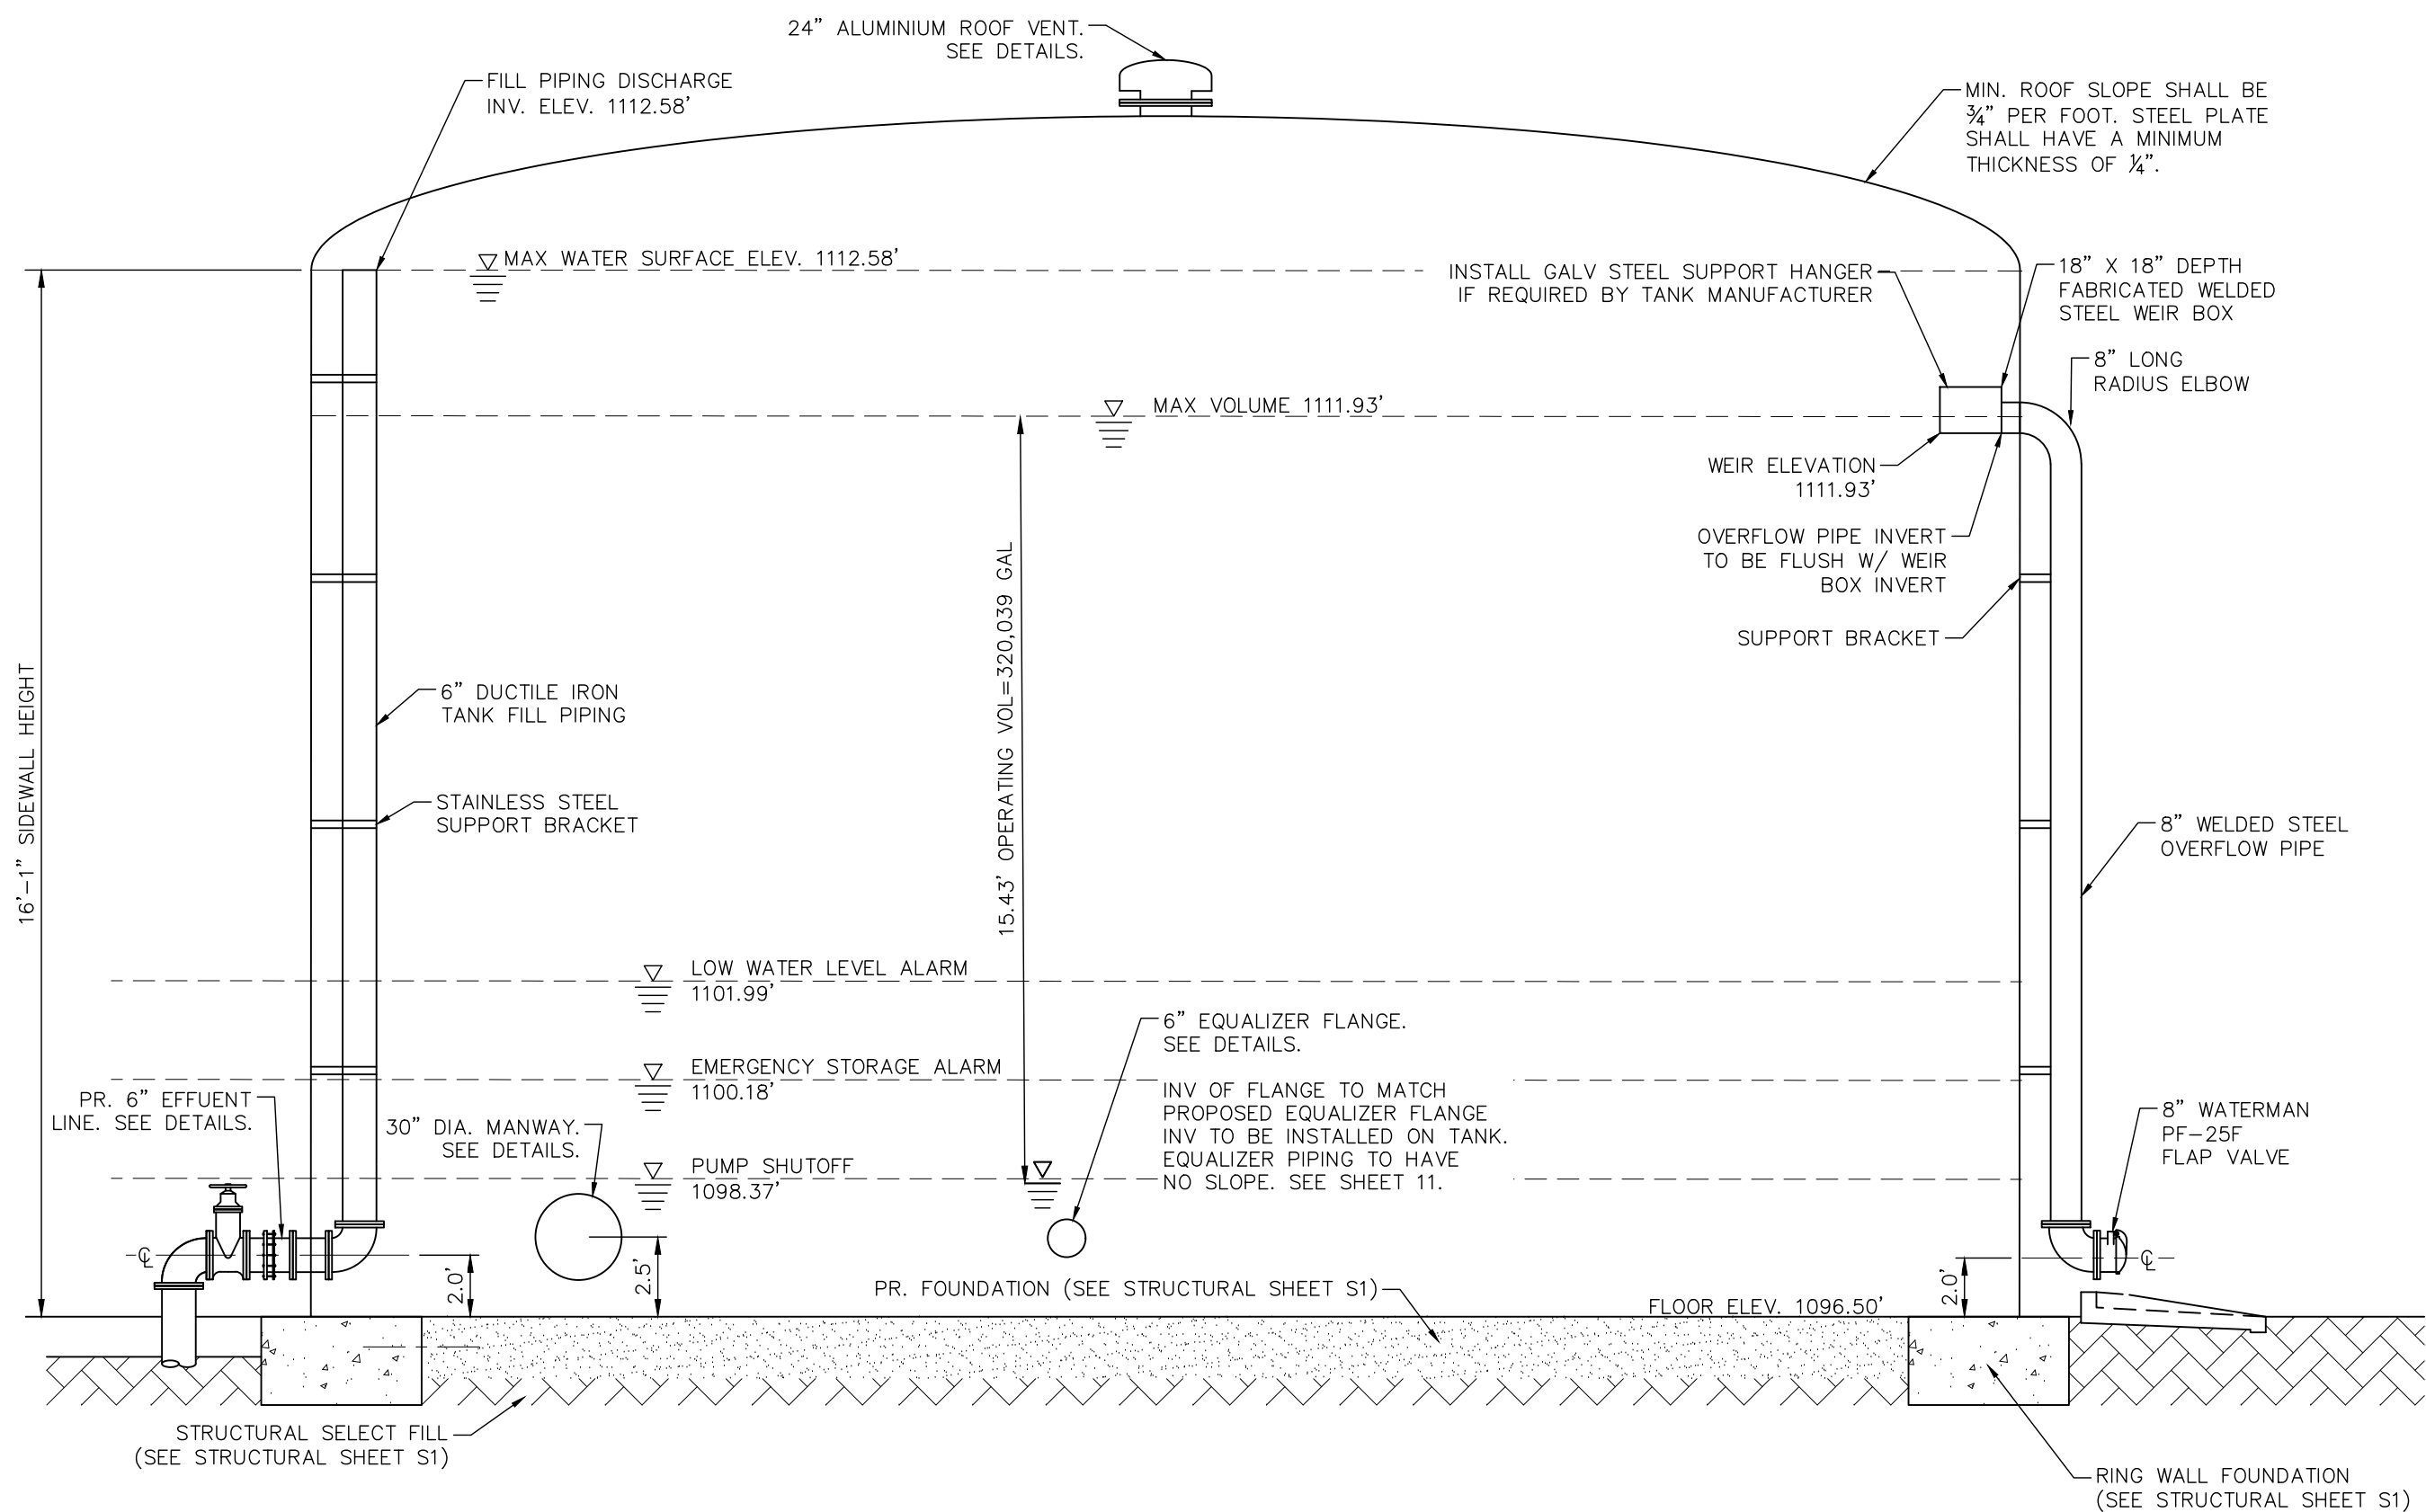 24” ALUMINIUM ROOF VENT.
SEE DETAILS.
FILL PIPING DISCHARGE
INV. ELEV. 1112.58’
MIN. ROOF SLOPE SHALL BE
¾” PER FOOT. STEEL PLATE
SHALL HAVE A MINIMUM
THICKNESS OF ¼”.
MAX WATER SURFACE ELEV. 1112.58’
INSTALL GALV STEEL SUPPORT HANGER
IF REQUIRED BY TANK MANUFACTURER
18” X 18” DEPTH
FABRICATED WELDED
STEEL WEIR BOX
8” LONG
RADIUS ELBOW
MAX VOLUME 1111.93’
WEIR ELEVATION
1111.93’
OVERFLOW PIPE INVERT
TO BE FLUSH W/ WEIR
BOX INVERT
SUPPORT BRACKET
16’-1” SIDEWALL HEIGHT
6” DUCTILE IRON
TANK FILL PIPING
15.43’ OPERATING VOL=320,039 GAL
STAINLESS STEEL
SUPPORT BRACKET
8” WELDED STEEL
OVERFLOW PIPE
LOW WATER LEVEL ALARM
1101.99’
6” EQUALIZER FLANGE.
SEE DETAILS.
EMERGENCY STORAGE ALARM
1100.18’
INV OF FLANGE TO MATCH
PROPOSED EQUALIZER FLANGE
INV TO BE INSTALLED ON TANK.
EQUALIZER PIPING TO HAVE
NO SLOPE. SEE SHEET 11.
PR. 6” EFFUENT
LINE. SEE DETAILS.
30” DIA. MANWAY.
SEE DETAILS.
8” WATERMAN
PF-25F
FLAP VALVE
PUMP SHUTOFF
1098.37’
℄
2.0’
2.5’
℄
2.0’
PR. FOUNDATION (SEE STRUCTURAL SHEET S1)
FLOOR ELEV. 1096.50’
STRUCTURAL SELECT FILL
(SEE STRUCTURAL SHEET S1)
RING WALL FOUNDATION
(SEE STRUCTURAL SHEET S1)